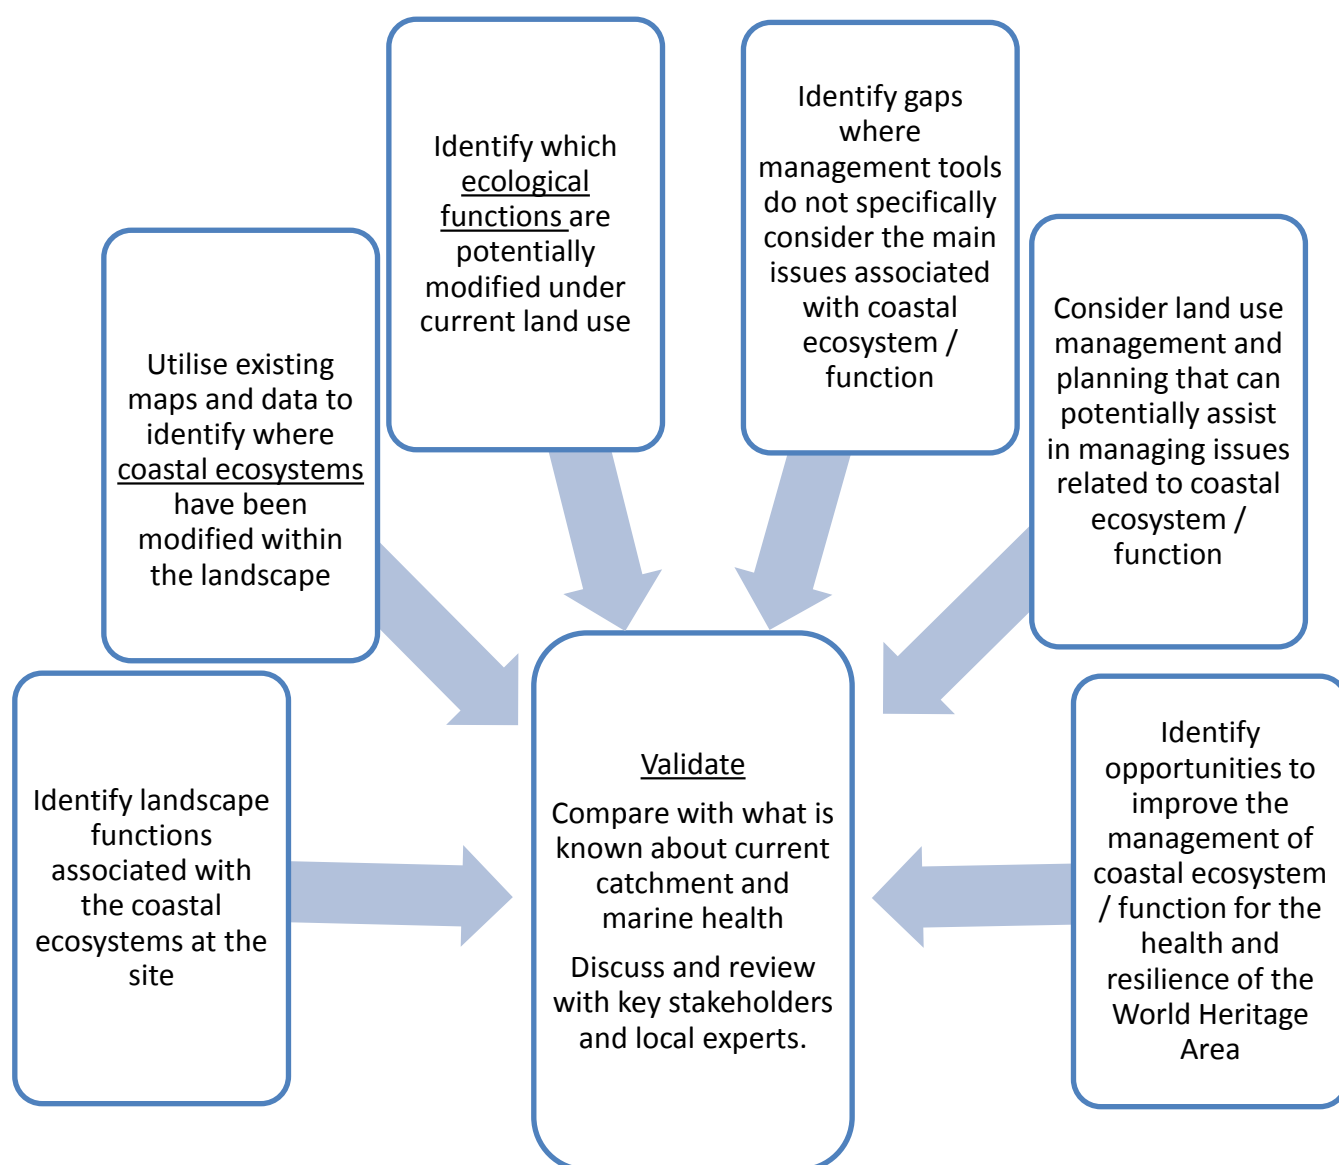 Identify landscape
functions
associated with
the coastal
ecosystems at the
site
Utilise existing
maps and data to
identify where
coastal ecosystems
have been
modified within
the landscape
Identify which
ecological
functions are
potentially
modified under
current land use
Identify gaps
where
management tools
do not specifically
consider the main
issues associated
with coastal
ecosystem /
function
Consider land use
management and
planning that can
potentially assist
in managing issues
related to coastal
ecosystem /
function
Identify
opportunities to
improve the
management of
coastal ecosystem
/ function for the
health and
resilience of the
World Heritage
Area
Validate
Compare with what is
known about current
catchment and
marine health
Discuss and review
with key stakeholders
and local experts.